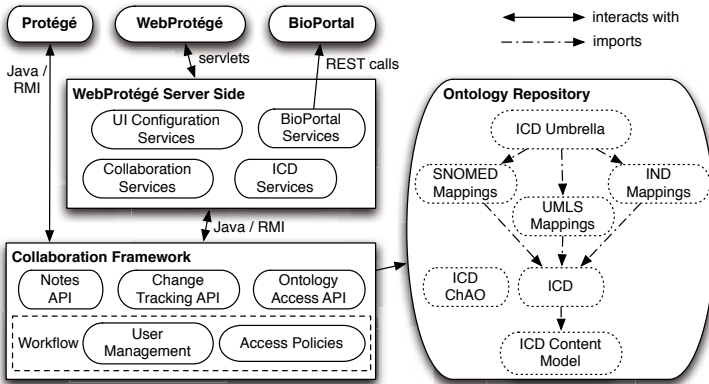 Protégé
WebProtégé
BioPortal
interacts with
imports
Java /
RMI
servlets
REST calls
WebProtégé Server Side
UI Configuration
Services
BioPortal
Services
Collaboration
Services
ICD
Services
Java / RMI
Collaboration Framework
Notes
API
Change
Tracking API
Ontology
Access API
Workflow
User
Management
Access Policies
Ontology Repository
ICD Umbrella
SNOMED
Mappings
IND
Mappings
UMLS
Mappings
ICD
ChAO
ICD
ICD Content
Model